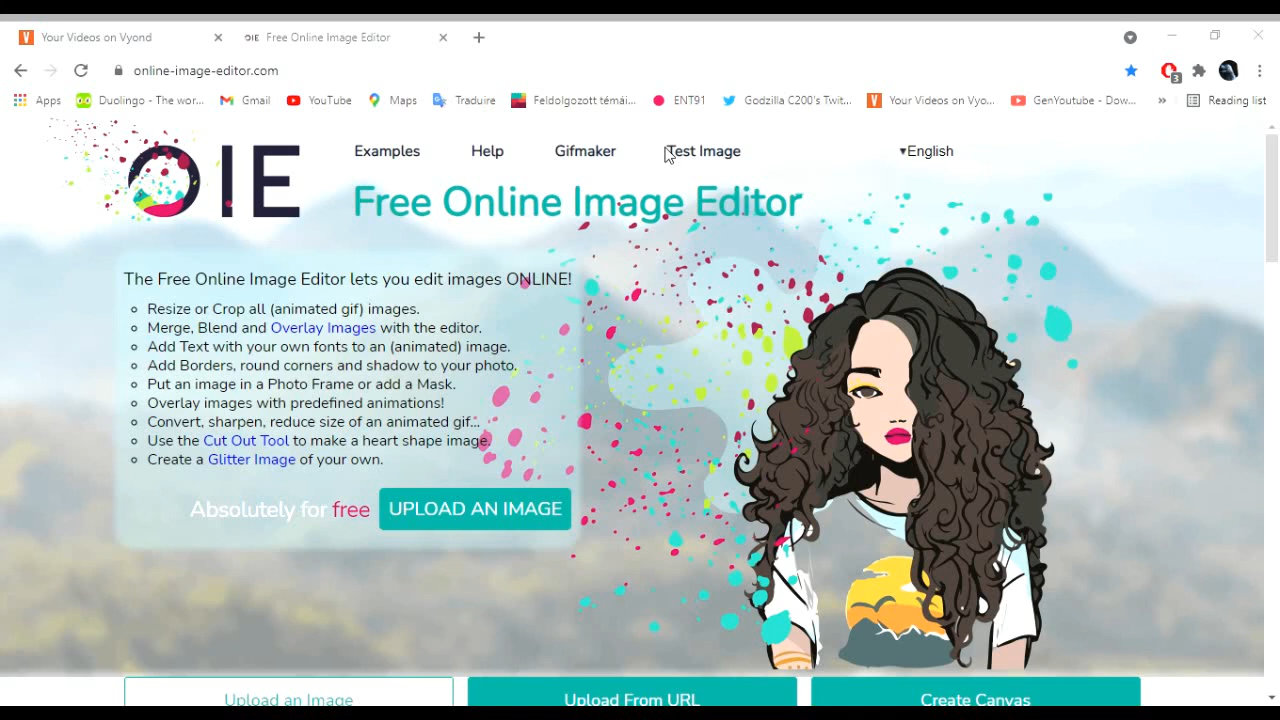 Your Videos on Vyond
OIE Free Online Image Editor
online-image-editor.com
3
Apps Duolingo - The wor... Gmail YouTube Maps Traduire Feldolgozott témái... ENT91 Godzilla C200's Twit... Your Videos on Vyo... GenYoutube - Dow... » Reading list
OIE
Examples Help Gifmaker Test Image ▾English
Free Online Image Editor
The Free Online Image Editor lets you edit images ONLINE!
Resize or Crop all (animated gif) images.
Merge, Blend and Overlay Images with the editor.
Add Text with your own fonts to an (animated) image.
Add Borders, round corners and shadow to your photo.
Put an image in a Photo Frame or add a Mask.
Overlay images with predefined animations!
Convert, sharpen, reduce size of an animated gif...
Use the Cut Out Tool to make a heart shape image.
Create a Glitter Image of your own.
Absolutely for free UPLOAD AN IMAGE
Upload an Image Upload From URL Create Canvas